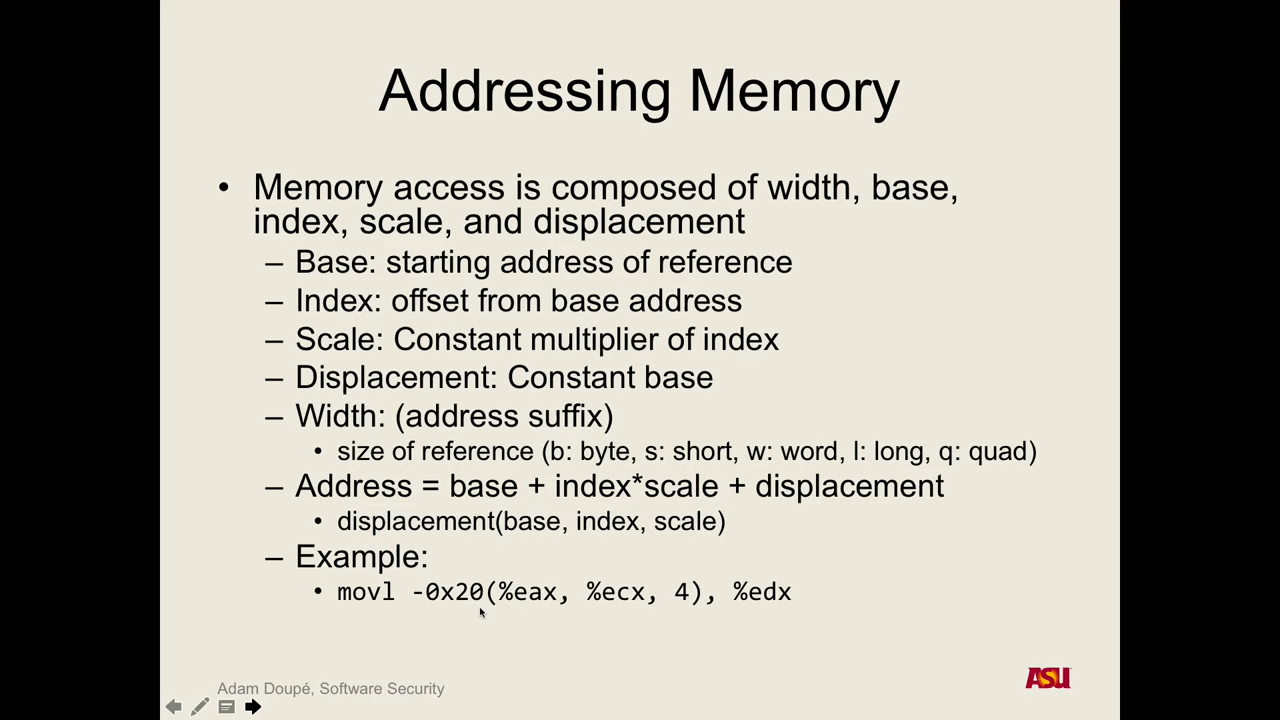 Addressing Memory
• Memory access is composed of width, base,
index, scale, and displacement
– Base: starting address of reference
– Index: offset from base address
– Scale: Constant multiplier of index
– Displacement: Constant base
– Width: (address suffix)
• size of reference (b: byte, s: short, w: word, l: long, q: quad)
– Address = base + index*scale + displacement
• displacement(base, index, scale)
– Example:
• movl -0x20(%eax, %ecx, 4), %edx
Adam Doupé, Software Security
ASU